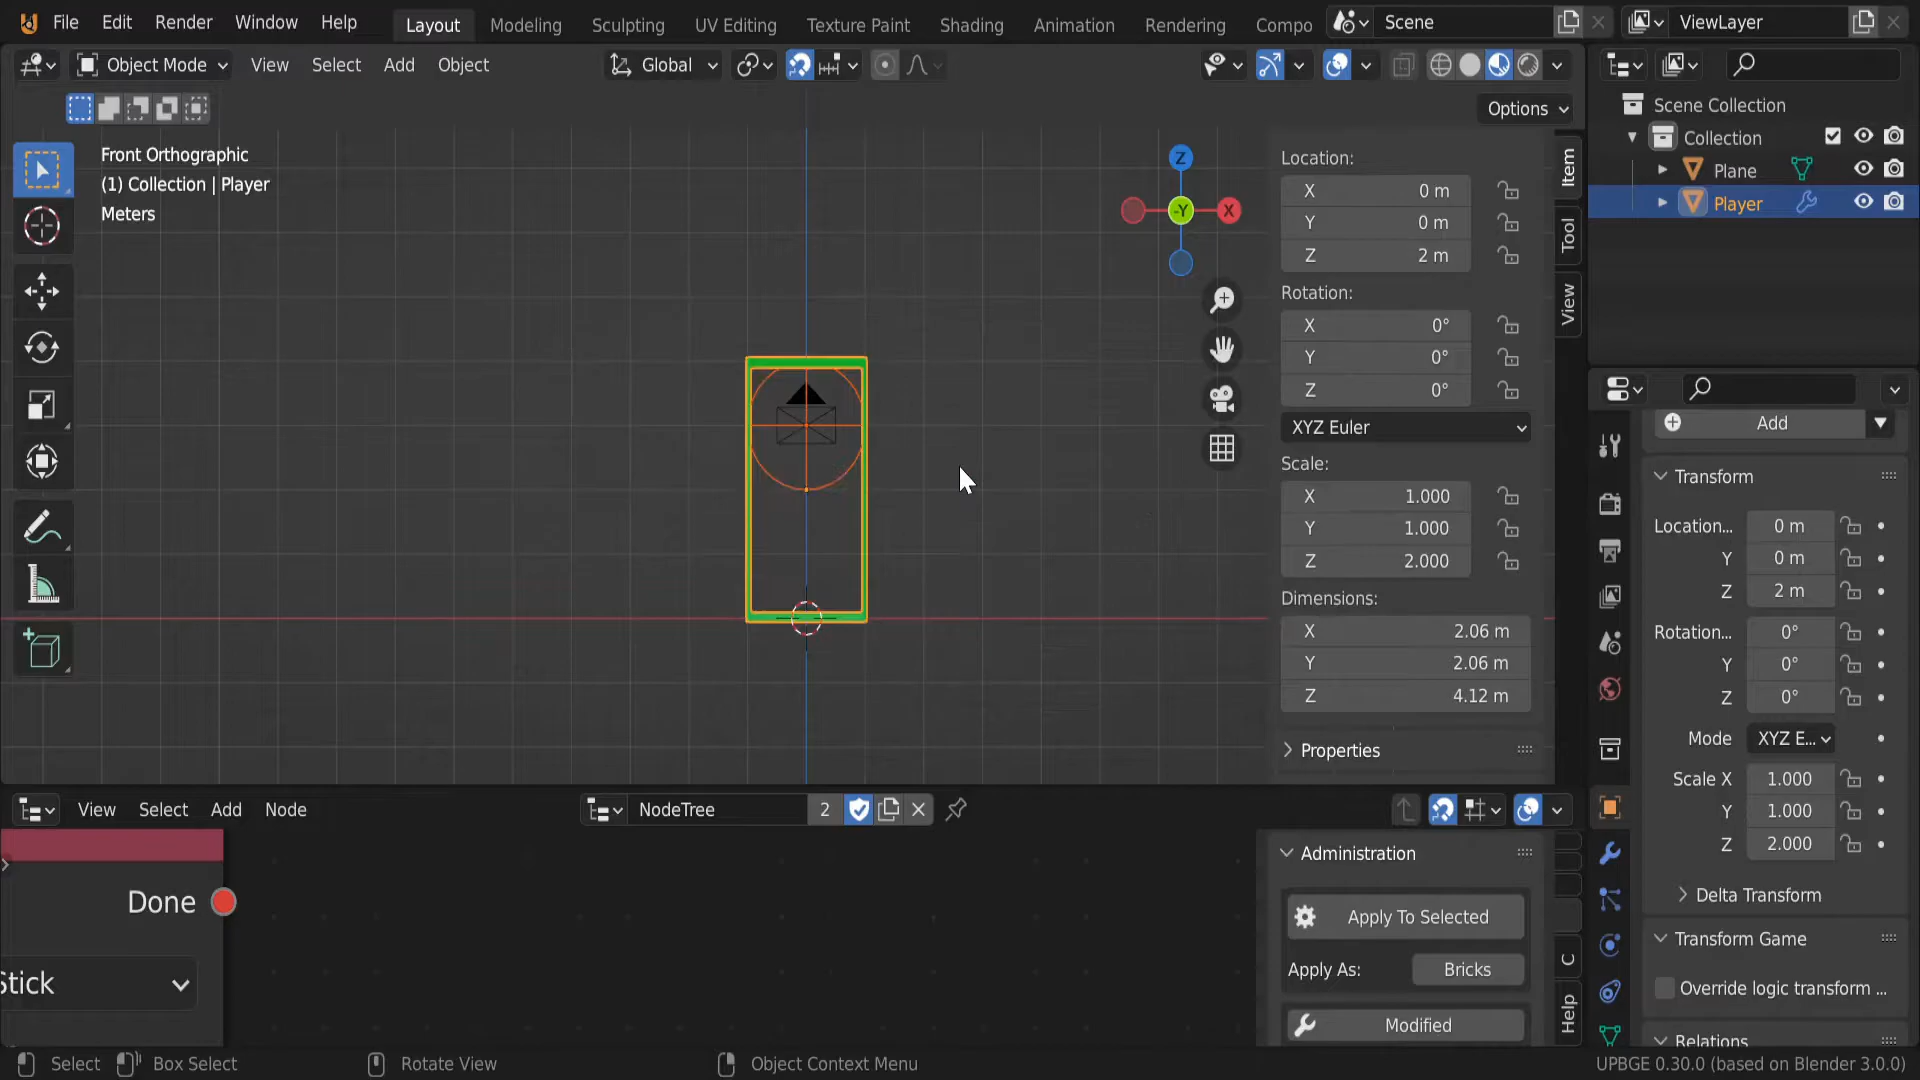 File Edit Render Window Help Layout Modeling Sculpting UV Editing Texture Paint Shading Animation Rendering Compo Scene ViewLayer
Object Mode View Select Add Object Global
Options
Front Orthographic
(1) Collection | Player
Meters
Z
X
-Y
Location:
X 0 m
Y 0 m
Z 2 m
Rotation:
X 0°
Y 0°
Z 0°
XYZ Euler
Scale:
X 1.000
Y 1.000
Z 2.000
Dimensions:
X 2.06 m
Y 2.06 m
Z 4.12 m
Properties
Item
Tool
View
Scene Collection
Collection
Plane
Player
Add
Transform
Location... 0 m
Y 0 m
Z 2 m
Rotation... 0°
Y 0°
Z 0°
Mode XYZ E...
Scale X 1.000
Y 1.000
Z 2.000
Delta Transform
Transform Game
Override logic transform ...
Relations
View Select Add Node NodeTree 2
Done
Stick
Administration
Apply To Selected
Apply As: Bricks
Modified
C
Help
Select Box Select Rotate View Object Context Menu UPBGE 0.30.0 (based on Blender 3.0.0)